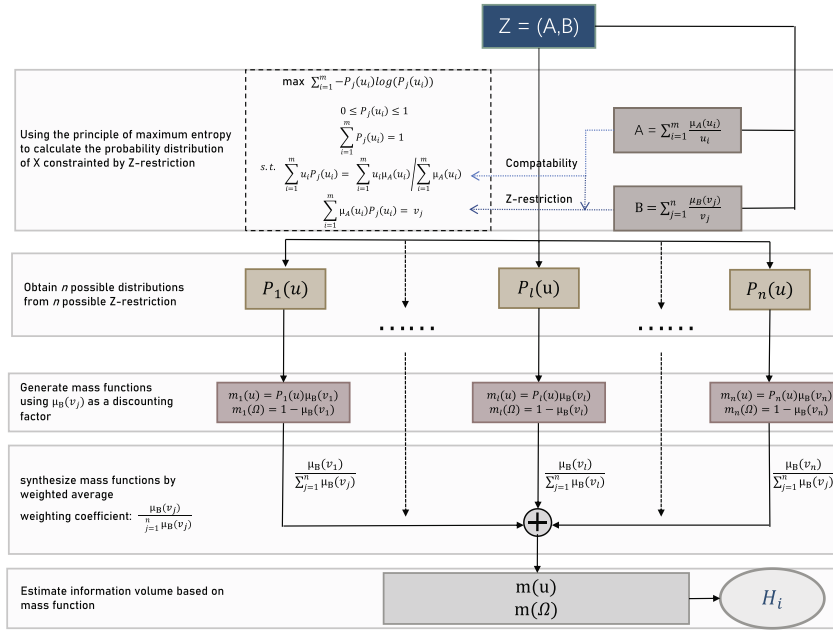 Z = (A,B)
max ∑_{i=1}^{m} −P_j(u_i)log(P_j(u_i))
0 ≤ P_j(u_i) ≤ 1
∑_{i=1}^{m} P_j(u_i) = 1
s.t. ∑_{i=1}^{m} u_iP_j(u_i) = ∑_{i=1}^{m} u_iμ_A(u_i) / ∑_{i=1}^{m} μ_A(u_i)
∑_{i=1}^{m} μ_A(u_i)P_j(u_i) = v_j
Using the principle of maximum entropy
to calculate the probability distribution
of X constrainted by Z-restriction
Compatability
Z-restriction
A = ∑_{i=1}^{m} μ_A(u_i)/u_i
B = ∑_{j=1}^{n} μ_B(v_j)/v_j
Obtain n possible distributions
from n possible Z-restriction
P_1(u)
P_l(u)
P_n(u)
......
......
Generate mass functions
using μ_B(v_j) as a discounting
factor
m_1(u) = P_1(u)μ_B(v_1)
m_1(Ω) = 1 − μ_B(v_1)
m_l(u) = P_l(u)μ_B(v_l)
m_l(Ω) = 1 − μ_B(v_l)
m_n(u) = P_n(u)μ_B(v_n)
m_n(Ω) = 1 − μ_B(v_n)
synthesize mass functions by
weighted average
weighting coefficient: μ_B(v_j)/_{j=1}^{n} μ_B(v_j)
μ_B(v_1)/∑_{j=1}^{n} μ_B(v_j)
μ_B(v_l)/∑_{j=1}^{n} μ_B(v_l)
μ_B(v_n)/∑_{j=1}^{n} μ_B(v_j)
+
Estimate information volume based on
mass function
m(u)
m(Ω)
H_i